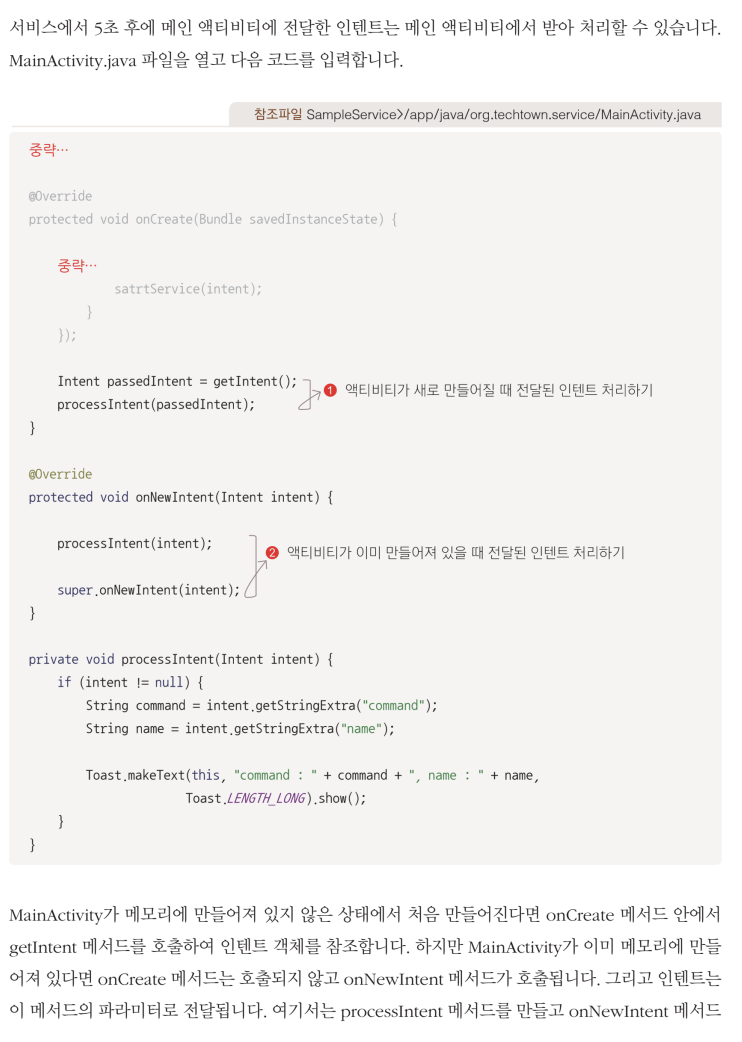 서비스에서 5초 후에 메인 액티비티에 전달한 인텐트는 메인 액티비티에서 받아 처리할 수 있습니다.
MainActivity.java 파일을 열고 다음 코드를 입력합니다.
참조파일 SampleService>/app/java/org.techtown.service/MainActivity.java
중략…
@Override
protected void onCreate(Bundle savedInstanceState) {
중략…
satrtService(intent);
}
});
Intent passedIntent = getIntent();
❶ 액티비티가 새로 만들어질 때 전달된 인텐트 처리하기
processIntent(passedIntent);
}
@Override
protected void onNewIntent(Intent intent) {
processIntent(intent);
❷ 액티비티가 이미 만들어져 있을 때 전달된 인텐트 처리하기
super.onNewIntent(intent);
}
private void processIntent(Intent intent) {
if (intent != null) {
String command = intent.getStringExtra("command");
String name = intent.getStringExtra("name");
Toast.makeText(this, "command : " + command + ", name : " + name,
Toast.LENGTH_LONG).show();
}
}
MainActivity가 메모리에 만들어져 있지 않은 상태에서 처음 만들어진다면 onCreate 메서드 안에서
getIntent 메서드를 호출하여 인텐트 객체를 참조합니다. 하지만 MainActivity가 이미 메모리에 만들
어져 있다면 onCreate 메서드는 호출되지 않고 onNewIntent 메서드가 호출됩니다. 그리고 인텐트는
이 메서드의 파라미터로 전달됩니다. 여기서는 processIntent 메서드를 만들고 onNewIntent 메서드